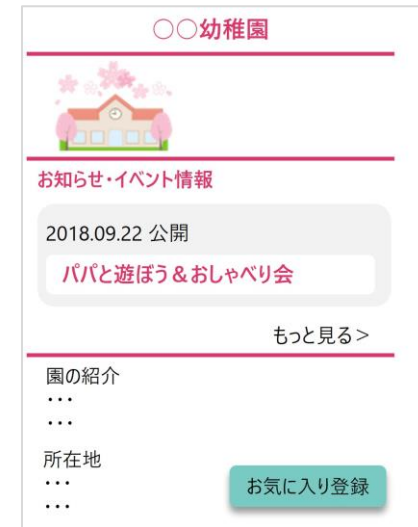 ○○幼稚園
お知らせ・イベント情報
2018.09.22 公開
パパと遊ぼう＆おしゃべり会
もっと見る＞
園の紹介
・・・
・・・
所在地
・・・
お気に入り登録
・・・